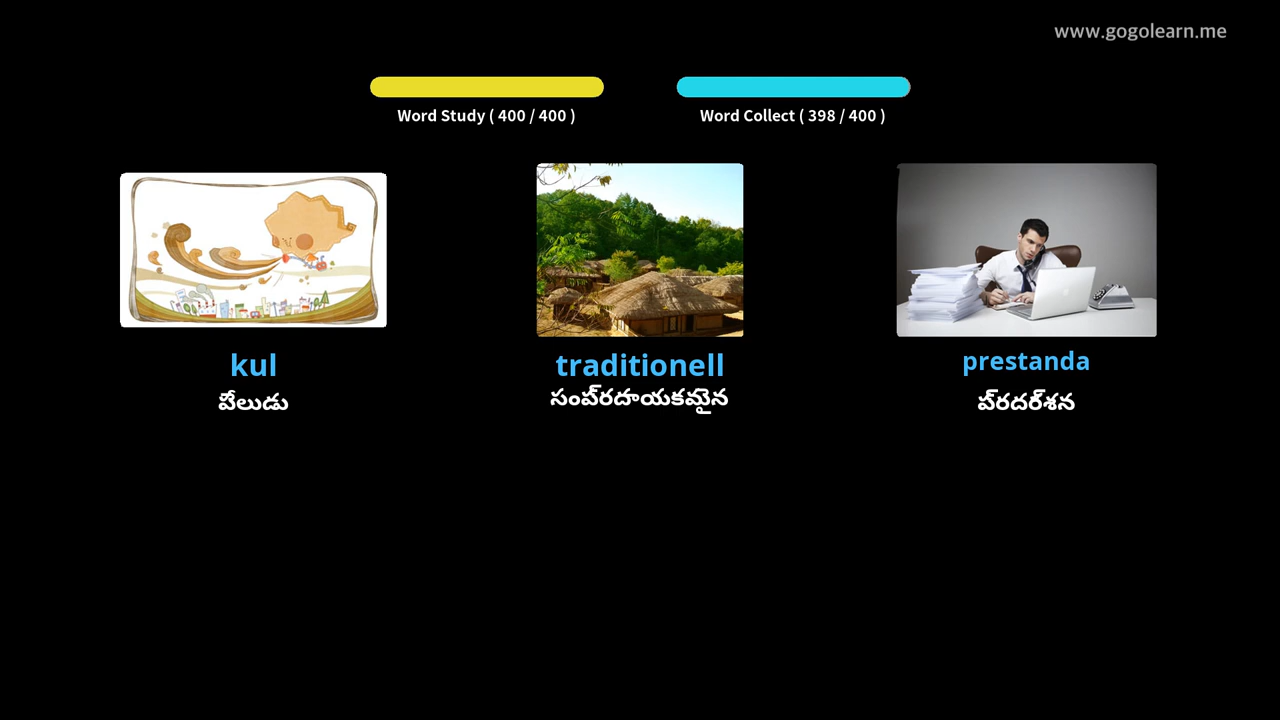 www.gogolearn.me
Word Study ( 400 / 400 )
Word Collect ( 398 / 400 )
kul
traditionell
prestanda
పేలుడు
సంప్రదాయకమైన
ప్రదర్శన